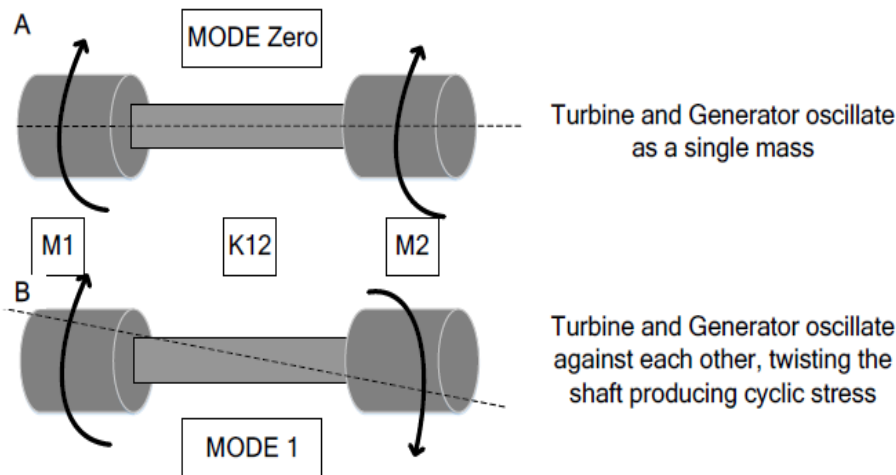 A
MODE Zero
Turbine and Generator oscillate
as a single mass
M1
K12
M2
B
Turbine and Generator oscillate
against each other, twisting the
shaft producing cyclic stress
MODE 1